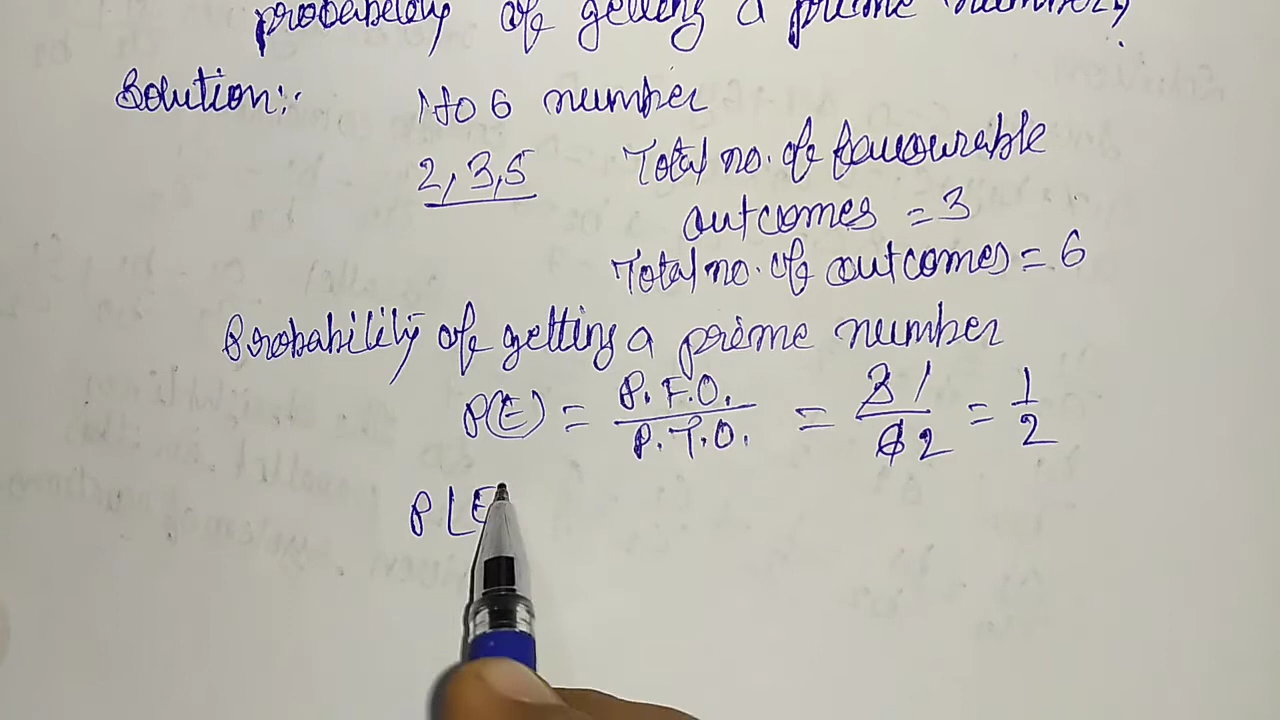 probability of getting a prime number?
Solution:-
1 to 6 number
2, 3, 5
Total no. of favourable
outcomes = 3
Total no. of outcomes = 6
Probability of getting a prime number
P(E) = P.F.O. / P.T.O. = 3 1 / 6 2 = 1 / 2
P(E